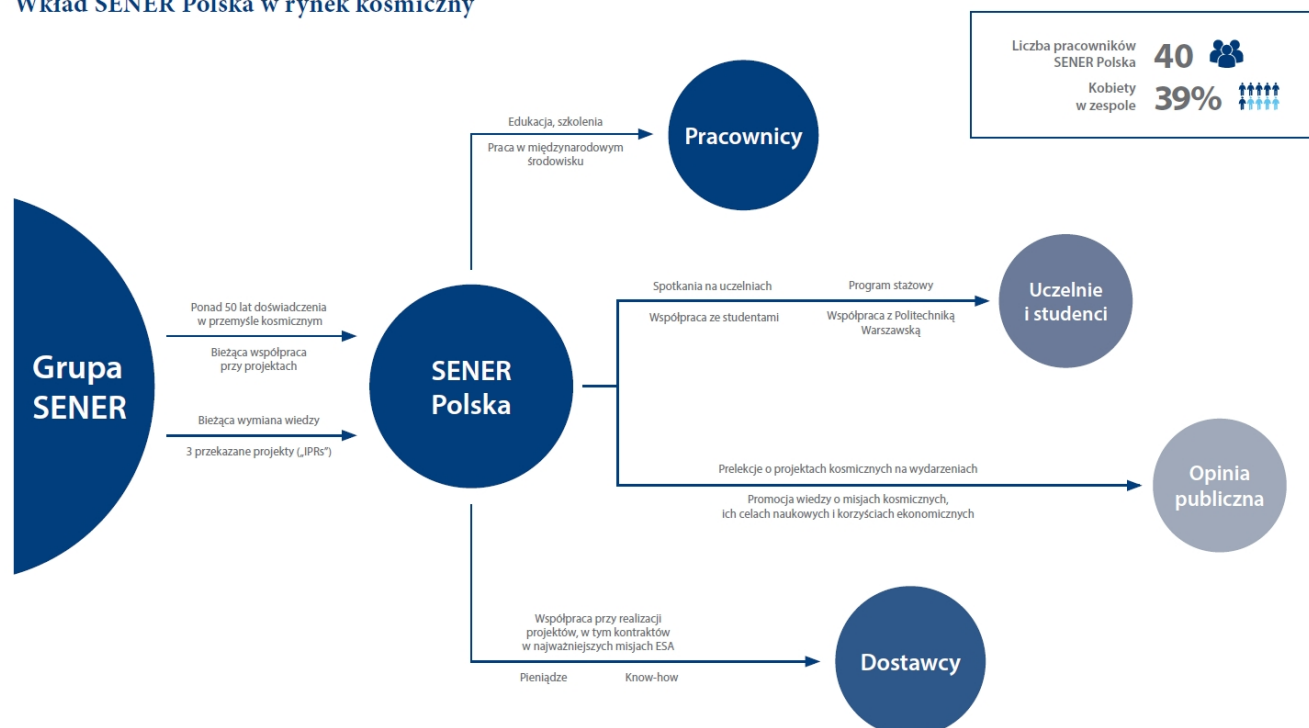 Wkład SENER Polska w rynek kosmiczny
Liczba pracowników
SENER Polska
40
Kobiety
w zespole
39%
Edukacja, szkolenia
Praca w międzynarodowym
środowisku
Pracownicy
Grupa
SENER
Ponad 50 lat doświadczenia
w przemyśle kosmicznym
Bieżąca współpraca
przy projektach
Bieżąca wymiana wiedzy
3 przekazane projekty („IPRs”)
SENER
Polska
Spotkania na uczelniach
Program stażowy
Współpraca ze studentami
Współpraca z Politechniką
Warszawską
Uczelnie
i studenci
Prelekcje o projektach kosmicznych na wydarzeniach
Promocja wiedzy o misjach kosmicznych,
ich celach naukowych i korzyściach ekonomicznych
Opinia
publiczna
Współpraca przy realizacji
projektów, w tym kontraktów
w najważniejszych misjach ESA
Pieniądze
Know-how
Dostawcy